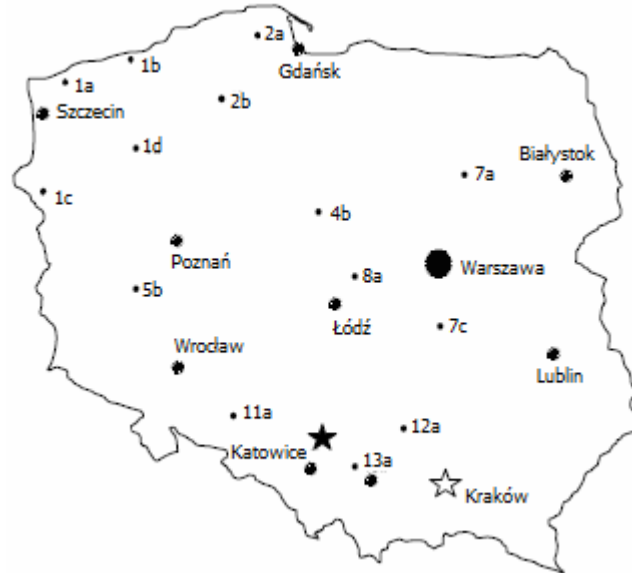 2a
1b
Gdańsk
1a
2b
Szczecin
1d
Białystok
7a
1c
4b
Poznań
Warszawa
8a
5b
Łódź
7c
Wrocław
Lublin
11a
12a
Katowice
13a
Kraków